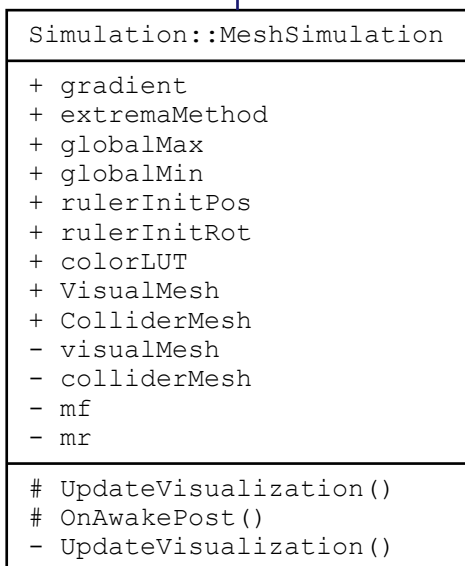 Simulation::MeshSimulation
+ gradient
+ extremaMethod
+ globalMax
+ globalMin
+ rulerInitPos
+ rulerInitRot
+ colorLUT
+ VisualMesh
+ ColliderMesh
- visualMesh
- colliderMesh
- mf
- mr
# UpdateVisualization()
# OnAwakePost()
- UpdateVisualization()